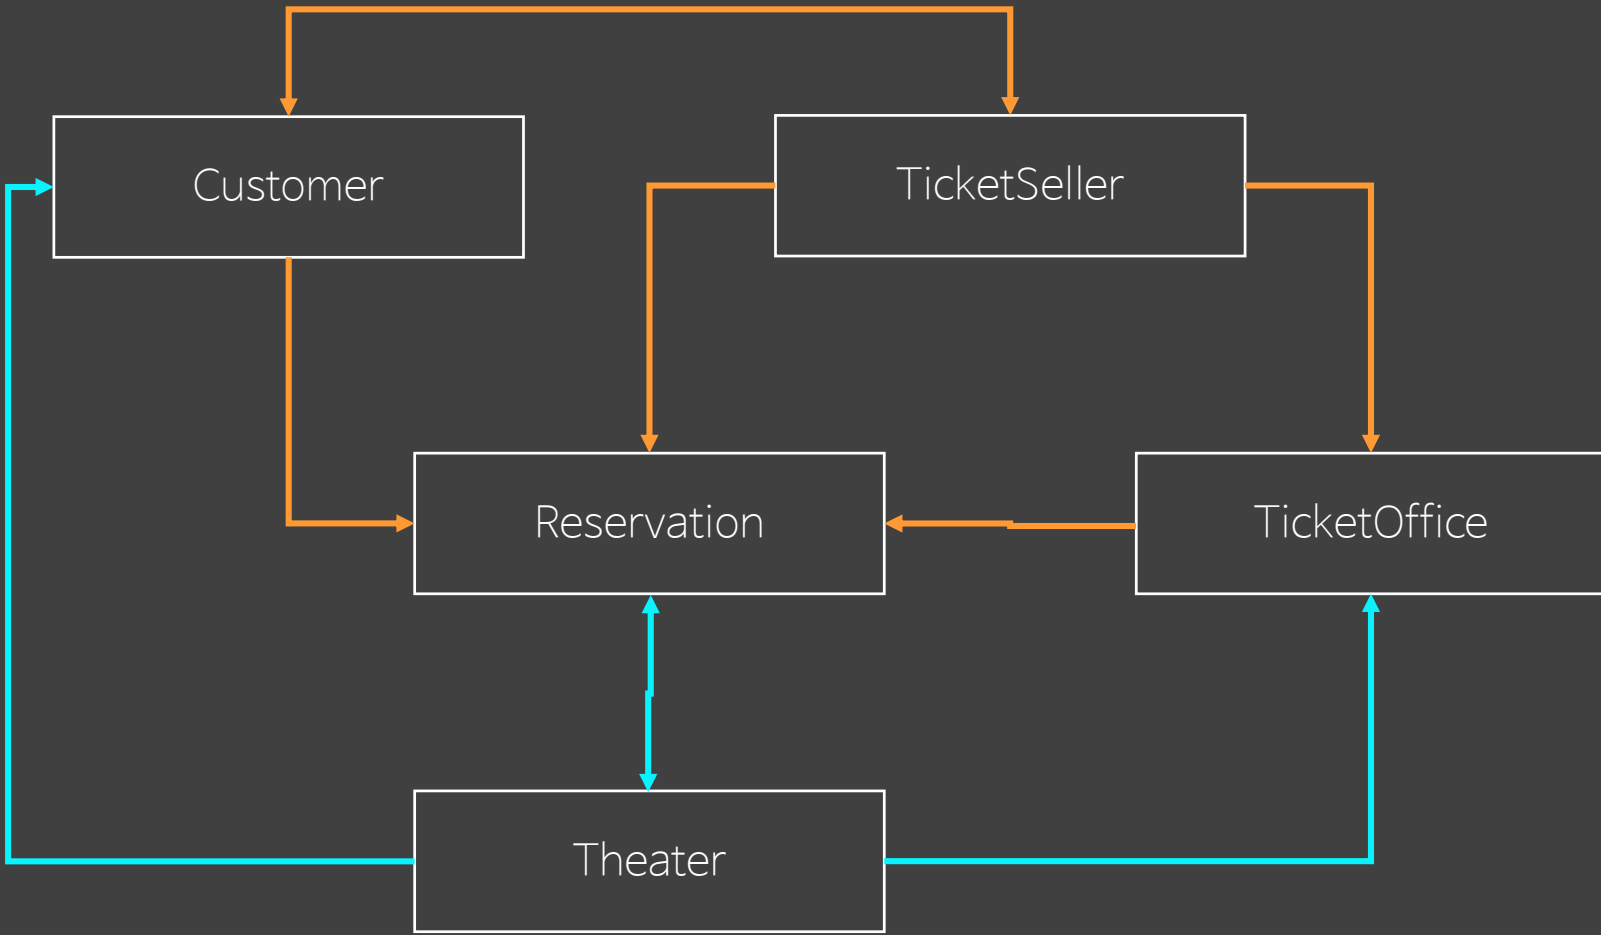 Customer
TicketSeller
Reservation
TicketOffice
Theater